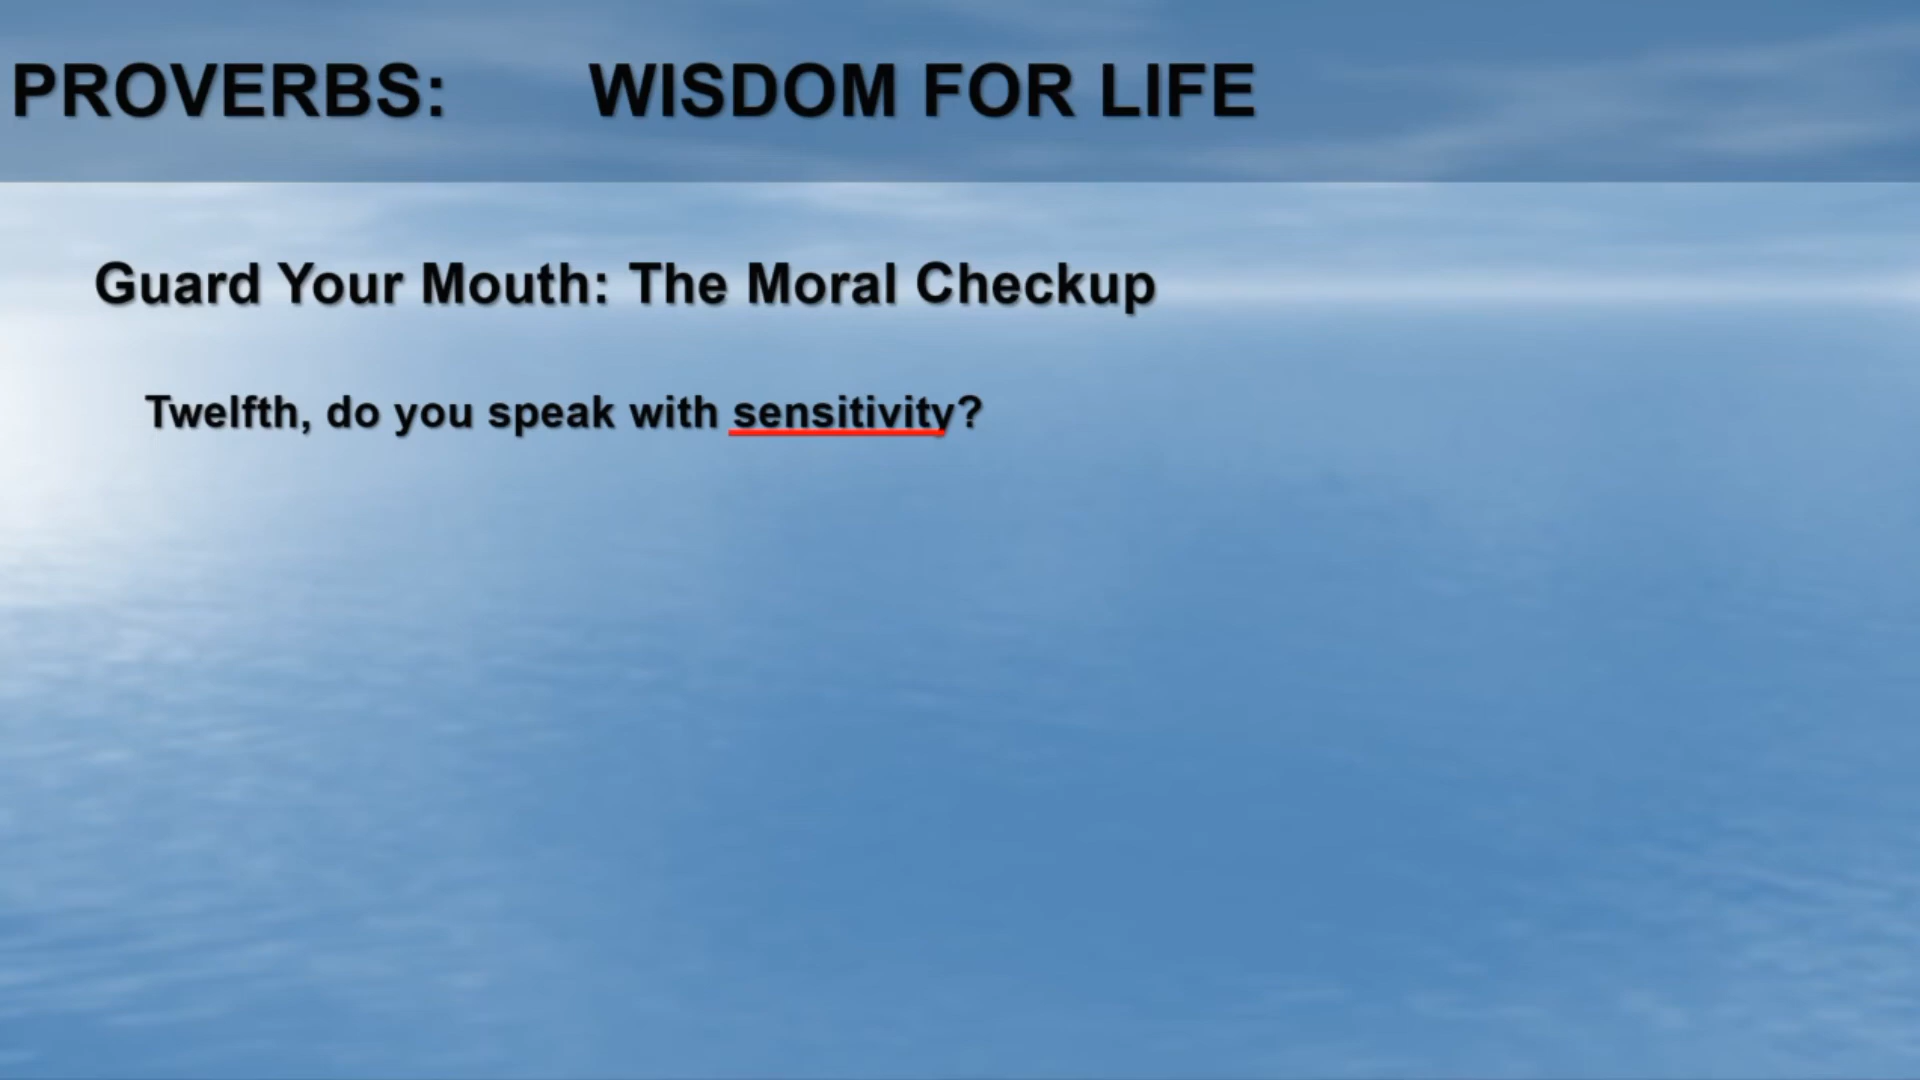 PROVERBS: WISDOM FOR LIFE
Guard Your Mouth: The Moral Checkup
Twelfth, do you speak with sensitivity?